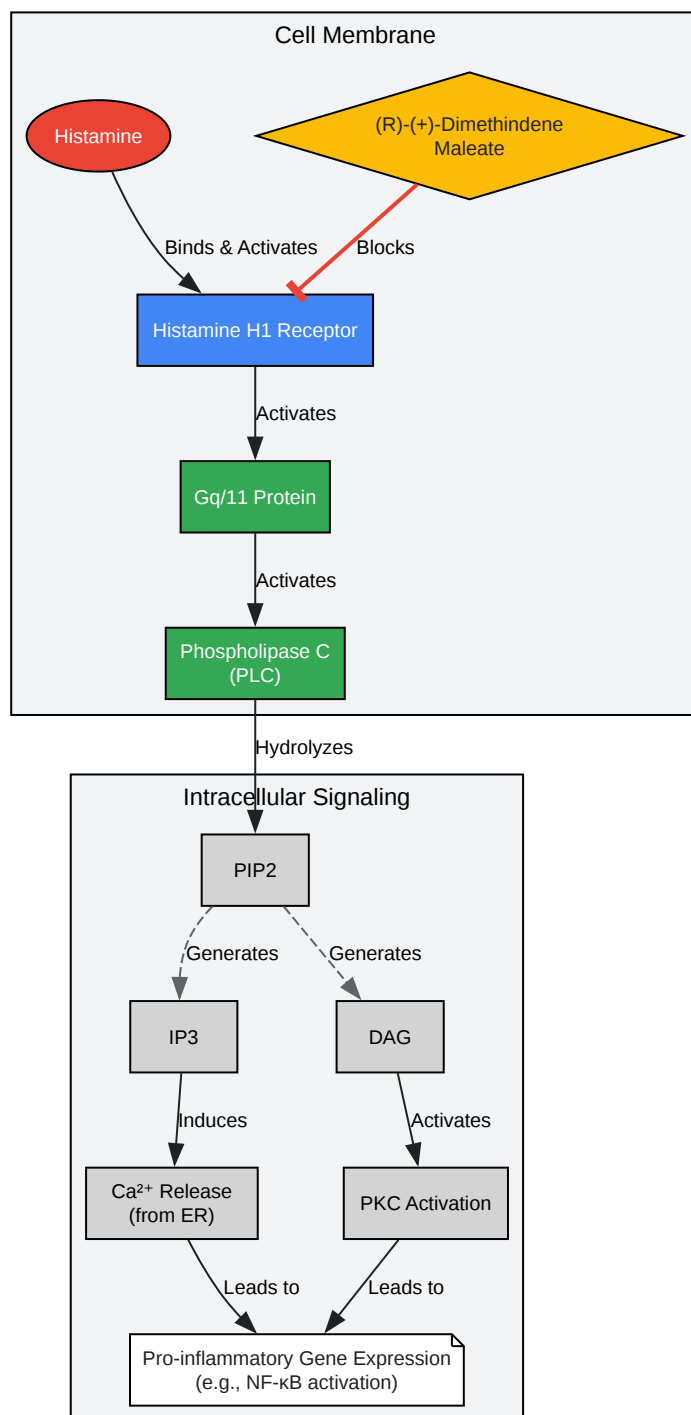 Cell Membrane
Histamine
(R)-(+)-Dimethindene
Maleate
Binds & Activates
Blocks
Histamine H1 Receptor
Activates
Gq/11 Protein
Activates
Phospholipase C
(PLC)
Hydrolyzes
Intracellular Signaling
PIP2
Generates
Generates
IP3
DAG
Induces
Activates
Ca²⁺ Release
(from ER)
PKC Activation
Leads to
Leads to
Pro-inflammatory Gene Expression
(e.g., NF-κB activation)